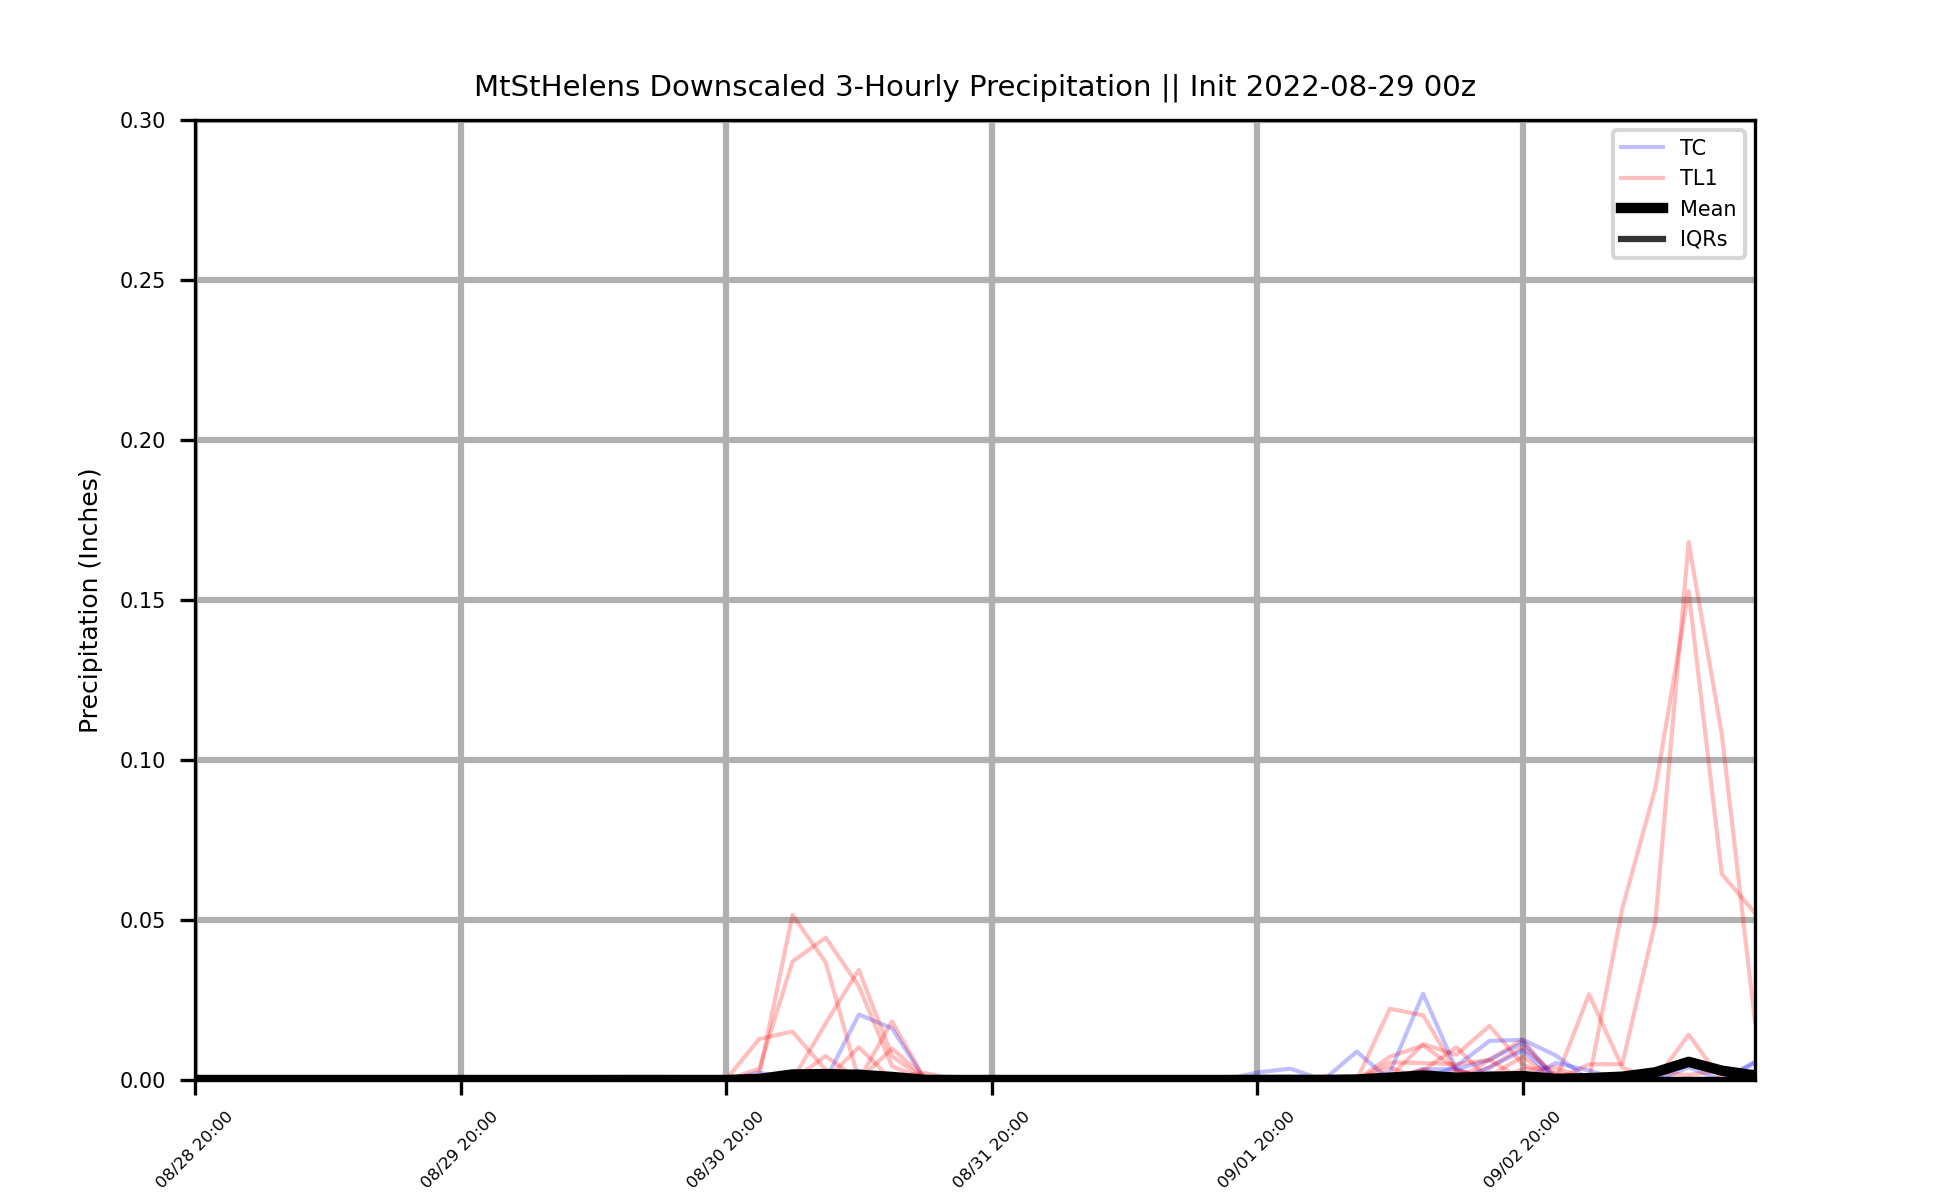 MtStHelens Downscaled 3-Hourly Precipitation || Init 2022-08-29 00z
Precipitation (Inches)
0.30
0.25
0.20
0.15
0.10
0.05
0.00
TC
TL1
Mean
IQRs
08/28 20:00
08/29 20:00
08/30 20:00
08/31 20:00
09/01 20:00
09/02 20:00